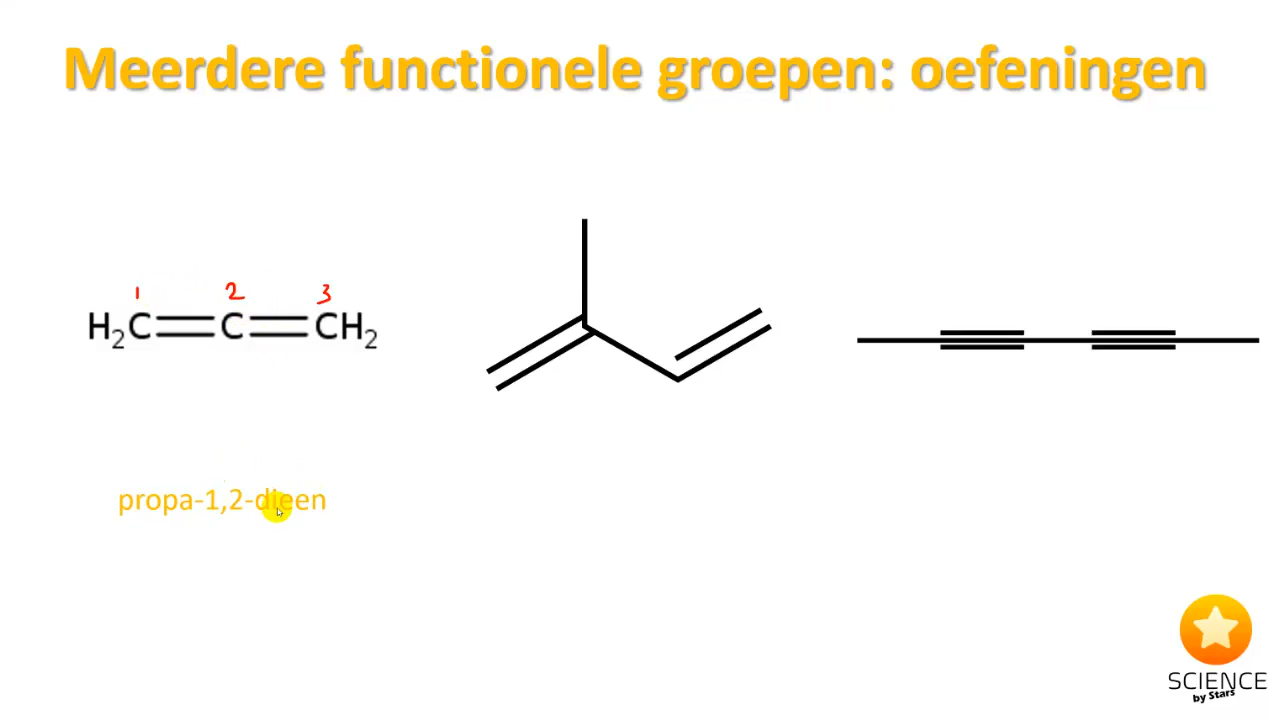 Meerdere functionele groepen: oefeningen
1 2 3
H₂C=C=CH₂
propa-1,2-dieen
SCIENCE
by Stars